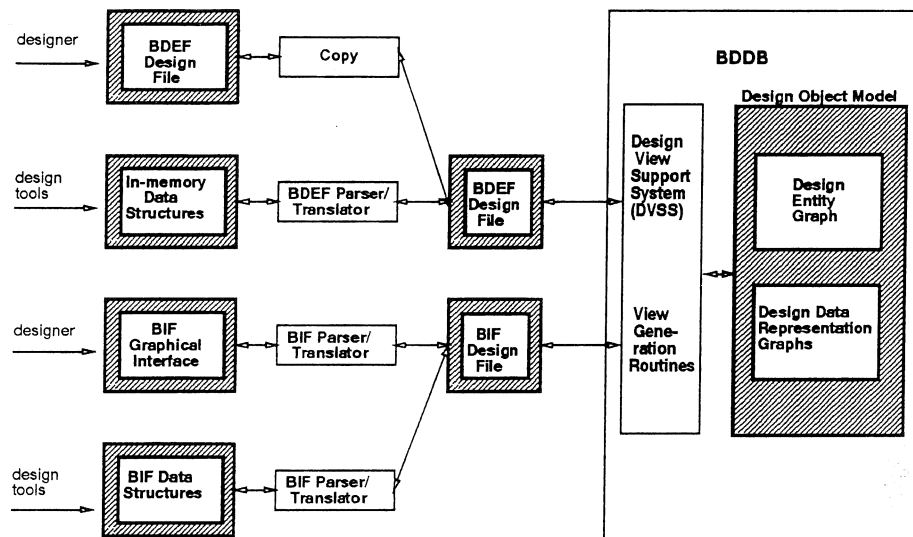 designer
BDEF
Design
File
Copy
design
tools
In-memory
Data
Structures
BDEF Parser/
Translator
BDEF
Design
File
designer
BIF
Graphical
Interface
BIF Parser/
Translator
BIF
Design
File
design
tools
BIF Data
Structures
BIF Parser/
Translator
BDDB
Design
View
Support
System
(DVSS)
View
Gene-
ration
Routines
Design Object Model
Design
Entity
Graph
Design Data
Representation
Graphs